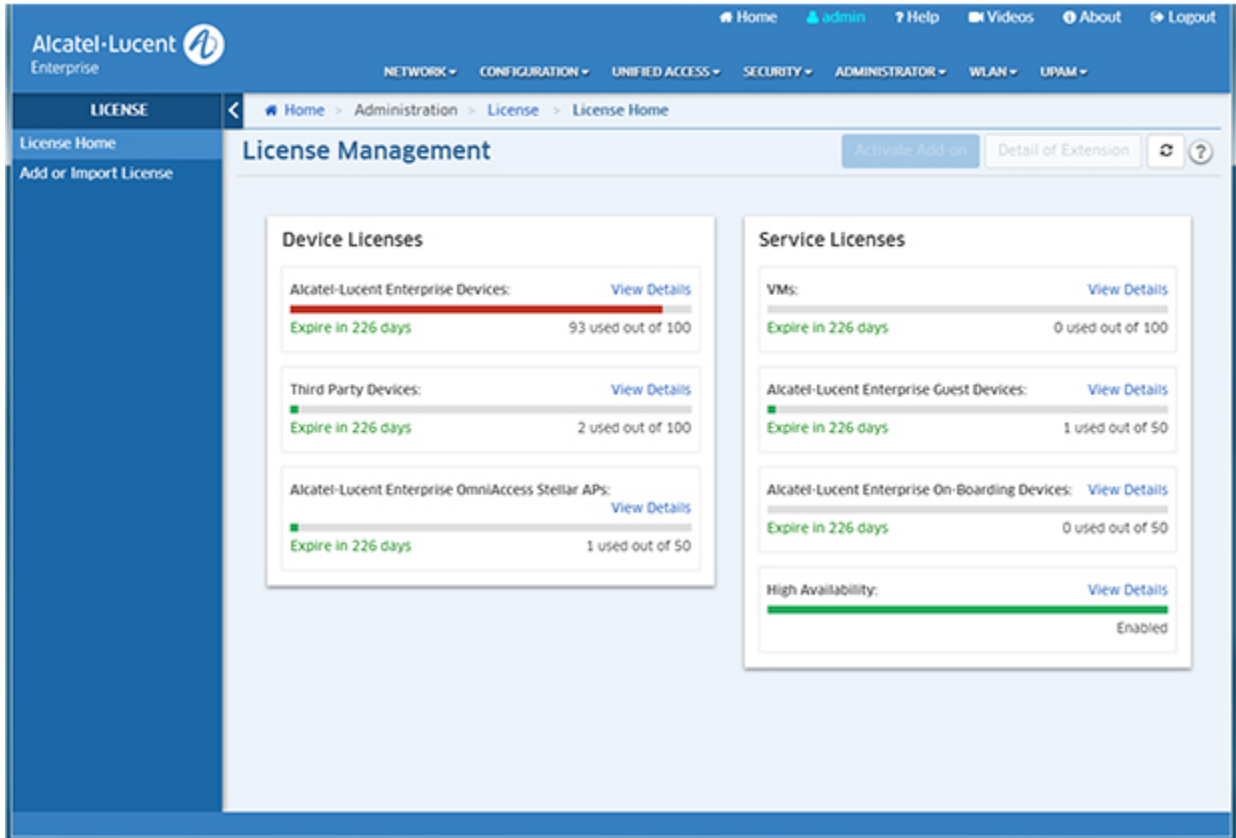 Home admin ? Help Videos About Logout
Alcatel·Lucent
Enterprise
NETWORK CONFIGURATION UNIFIED ACCESS SECURITY ADMINISTRATOR WLAN UPAM
LICENSE
Home > Administration > License > License Home
License Home
Add or Import License
License Management
Activate Add-on Detail of Extension ?
Device Licenses
Alcatel-Lucent Enterprise Devices: View Details
Expire in 226 days 93 used out of 100
Third Party Devices: View Details
Expire in 226 days 2 used out of 100
Alcatel-Lucent Enterprise OmniAccess Stellar APs:
View Details
Expire in 226 days 1 used out of 50
Service Licenses
VMs: View Details
Expire in 226 days 0 used out of 100
Alcatel-Lucent Enterprise Guest Devices: View Details
Expire in 226 days 1 used out of 50
Alcatel-Lucent Enterprise On-Boarding Devices: View Details
Expire in 226 days 0 used out of 50
High Availability: View Details
Enabled